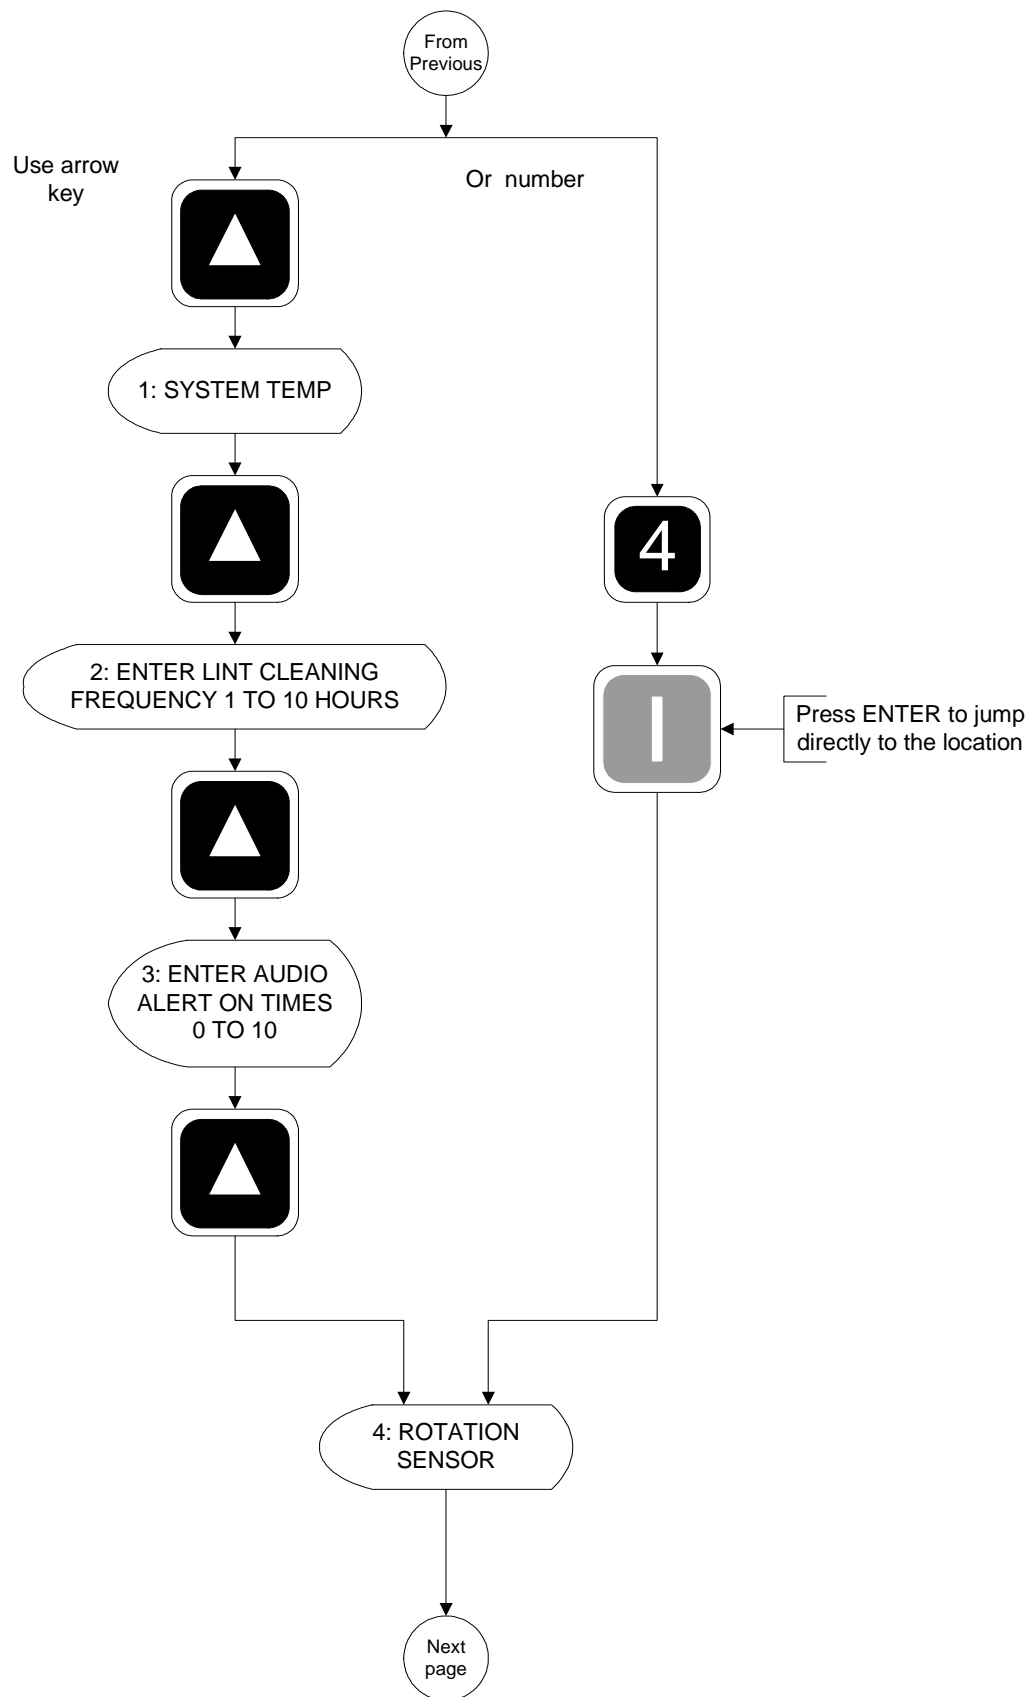 From
Previous
Use arrow
key
Or number
1: SYSTEM TEMP
4
2: ENTER LINT CLEANING
FREQUENCY 1 TO 10 HOURS
I
Press ENTER to jump
directly to the location
3: ENTER AUDIO
ALERT ON TIMES
0 TO 10
4: ROTATION
SENSOR
Next
page